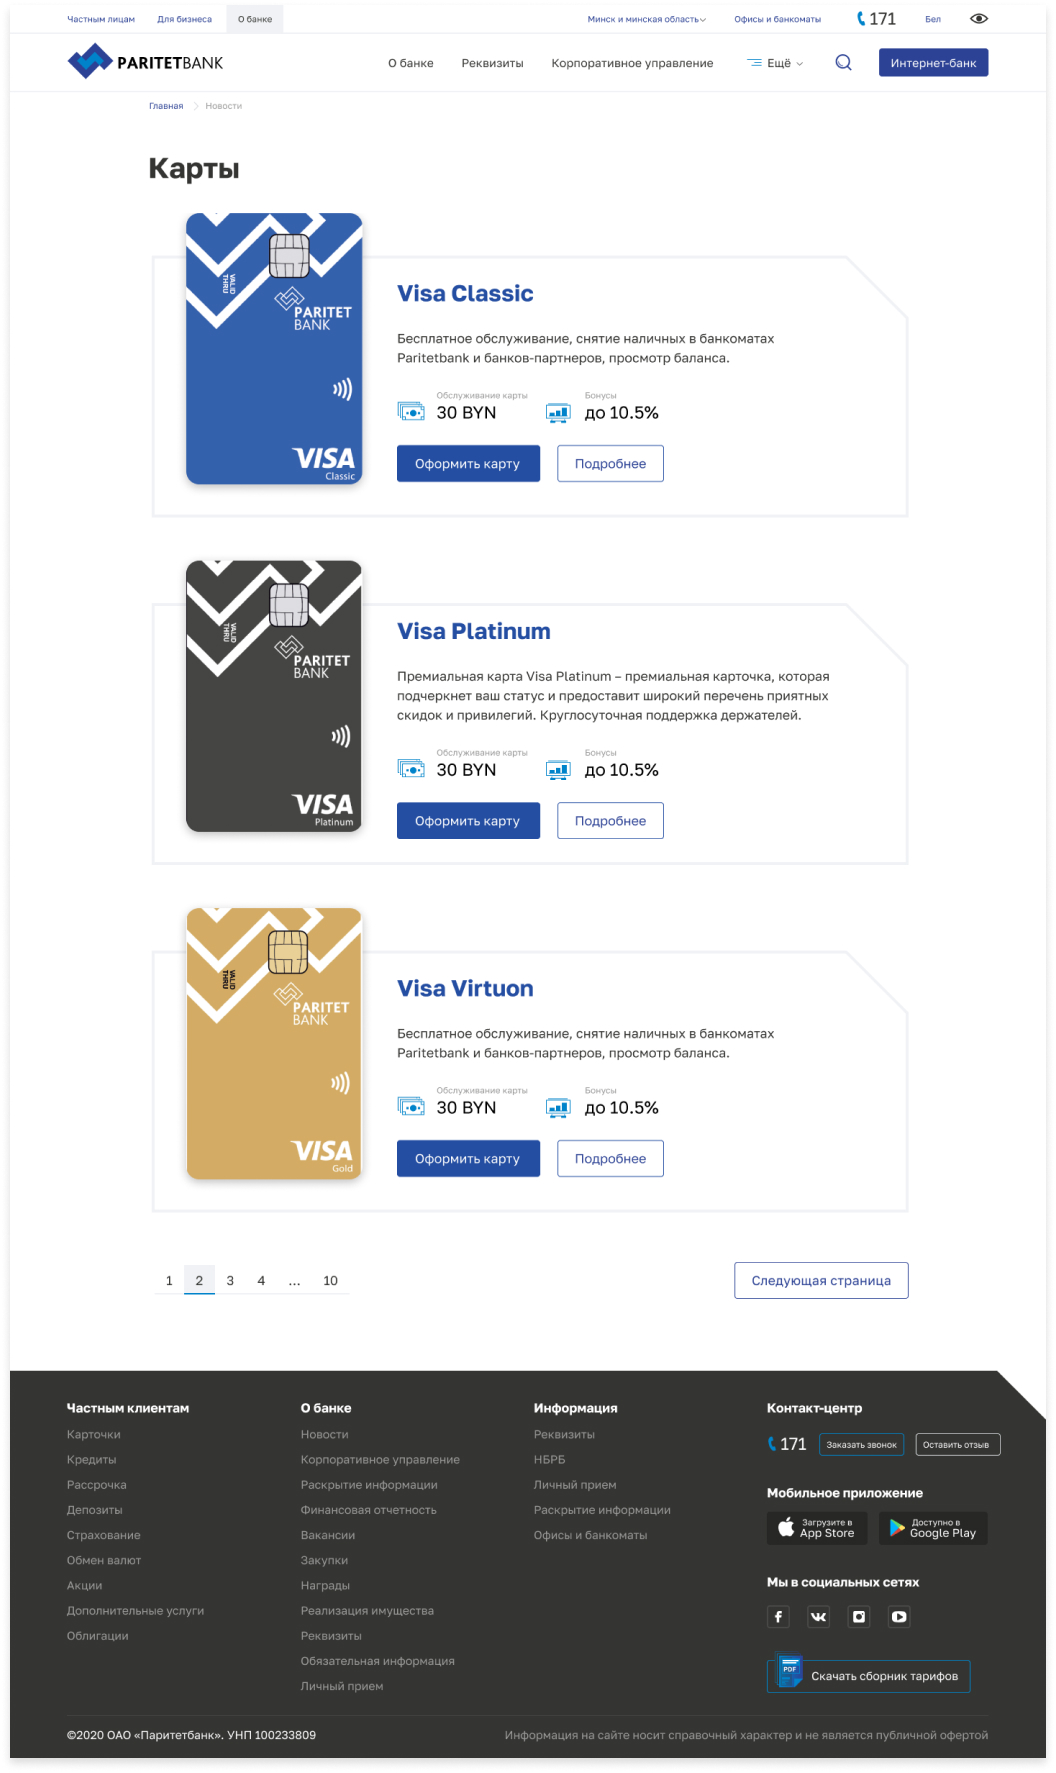 Частным лицам
Для бизнеса
О банке
Минск и минская область
Офисы и банкоматы
171
Бел
PARITETBANK
О банке
Реквизиты
Корпоративное управление
Ещё
Интернет-банк
Главная
Новости
Карты
VALID
THRU
PARITET
BANK
VISA
Classic
Visa Classic
Бесплатное обслуживание, снятие наличных в банкоматах
Paritetbank и банков-партнеров, просмотр баланса.
Обслуживание карты
30 BYN
Бонусы
до 10.5%
Оформить карту
Подробнее
VALID
THRU
PARITET
BANK
VISA
Platinum
Visa Platinum
Премиальная карта Visa Platinum – премиальная карточка, которая
подчеркнет ваш статус и предоставит широкий перечень приятных
скидок и привилегий. Круглосуточная поддержка держателей.
Обслуживание карты
30 BYN
Бонусы
до 10.5%
Оформить карту
Подробнее
VALID
THRU
PARITET
BANK
VISA
Gold
Visa Virtuon
Бесплатное обслуживание, снятие наличных в банкоматах
Paritetbank и банков-партнеров, просмотр баланса.
Обслуживание карты
30 BYN
Бонусы
до 10.5%
Оформить карту
Подробнее
1 2 3 4 ... 10
Следующая страница
Частным клиентам
Карточки
Кредиты
Рассрочка
Депозиты
Страхование
Обмен валют
Акции
Дополнительные услуги
Облигации
О банке
Новости
Корпоративное управление
Раскрытие информации
Финансовая отчетность
Вакансии
Закупки
Награды
Реализация имущества
Реквизиты
Обязательная информация
Личный прием
Информация
Реквизиты
НБРБ
Личный прием
Раскрытие информации
Офисы и банкоматы
Контакт-центр
171
Заказать звонок
Оставить отзыв
Мобильное приложение
Загрузите в
App Store
Доступно в
Google Play
Мы в социальных сетях
PDF
Скачать сборник тарифов
©2020 ОАО «Паритетбанк». УНП 100233809
Информация на сайте носит справочный характер и не является публичной офертой